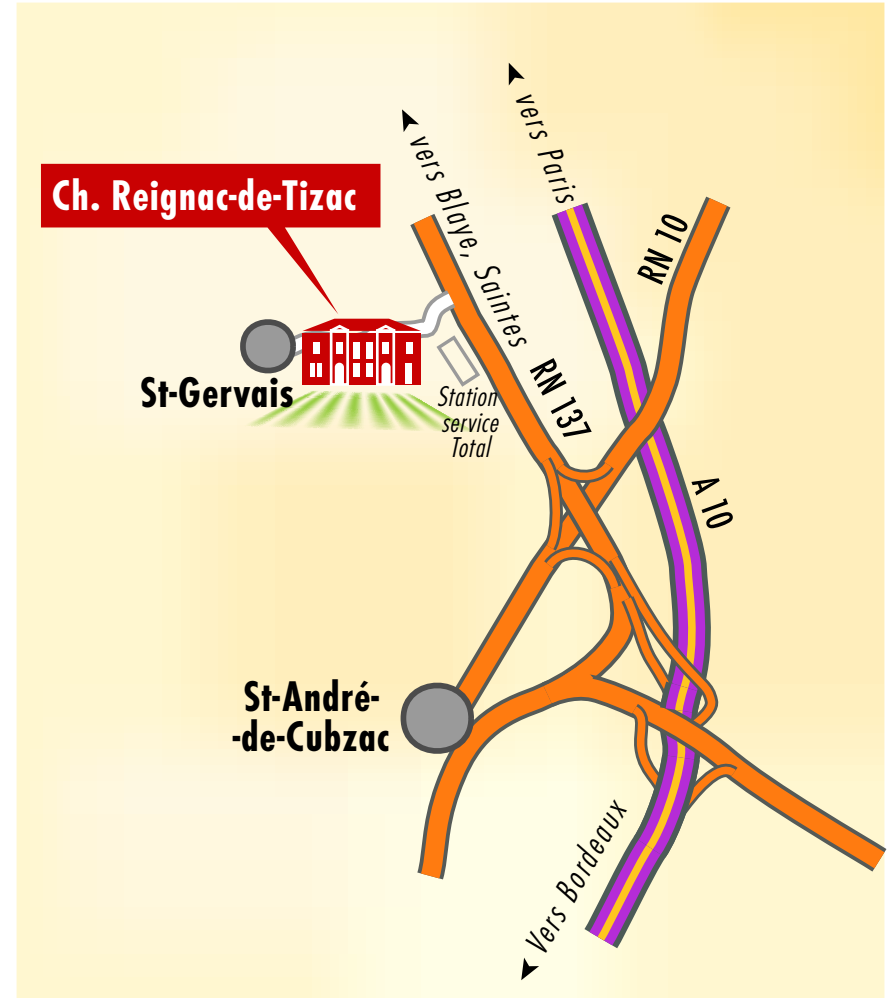 vers Paris
vers Blaye, Saintes
Ch. Reignac-de-Tizac
RN 10
St-Gervais
Station
service
Total
RN 137
A 10
St-André-
-de-Cubzac
Vers Bordeaux